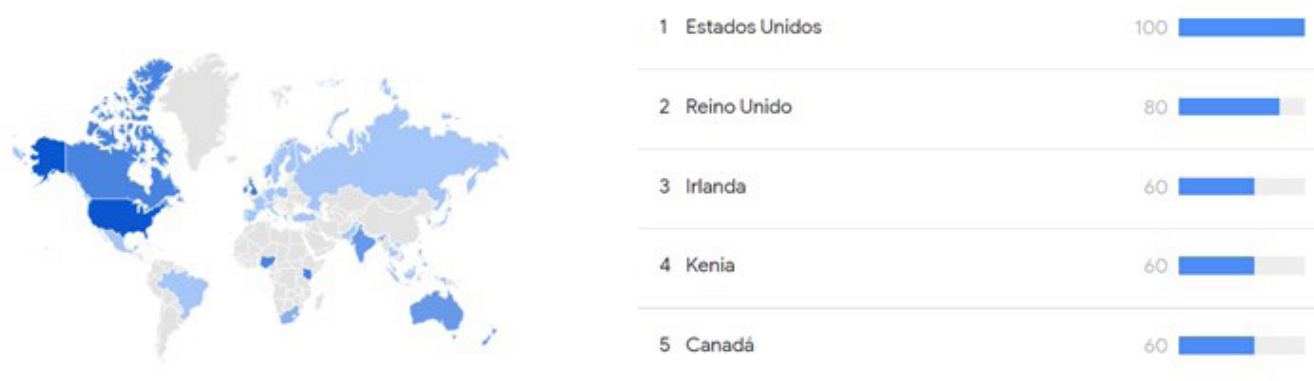 1 Estados Unidos 100
2 Reino Unido 80
3 Irlanda 60
4 Kenia 60
5 Canadá 60